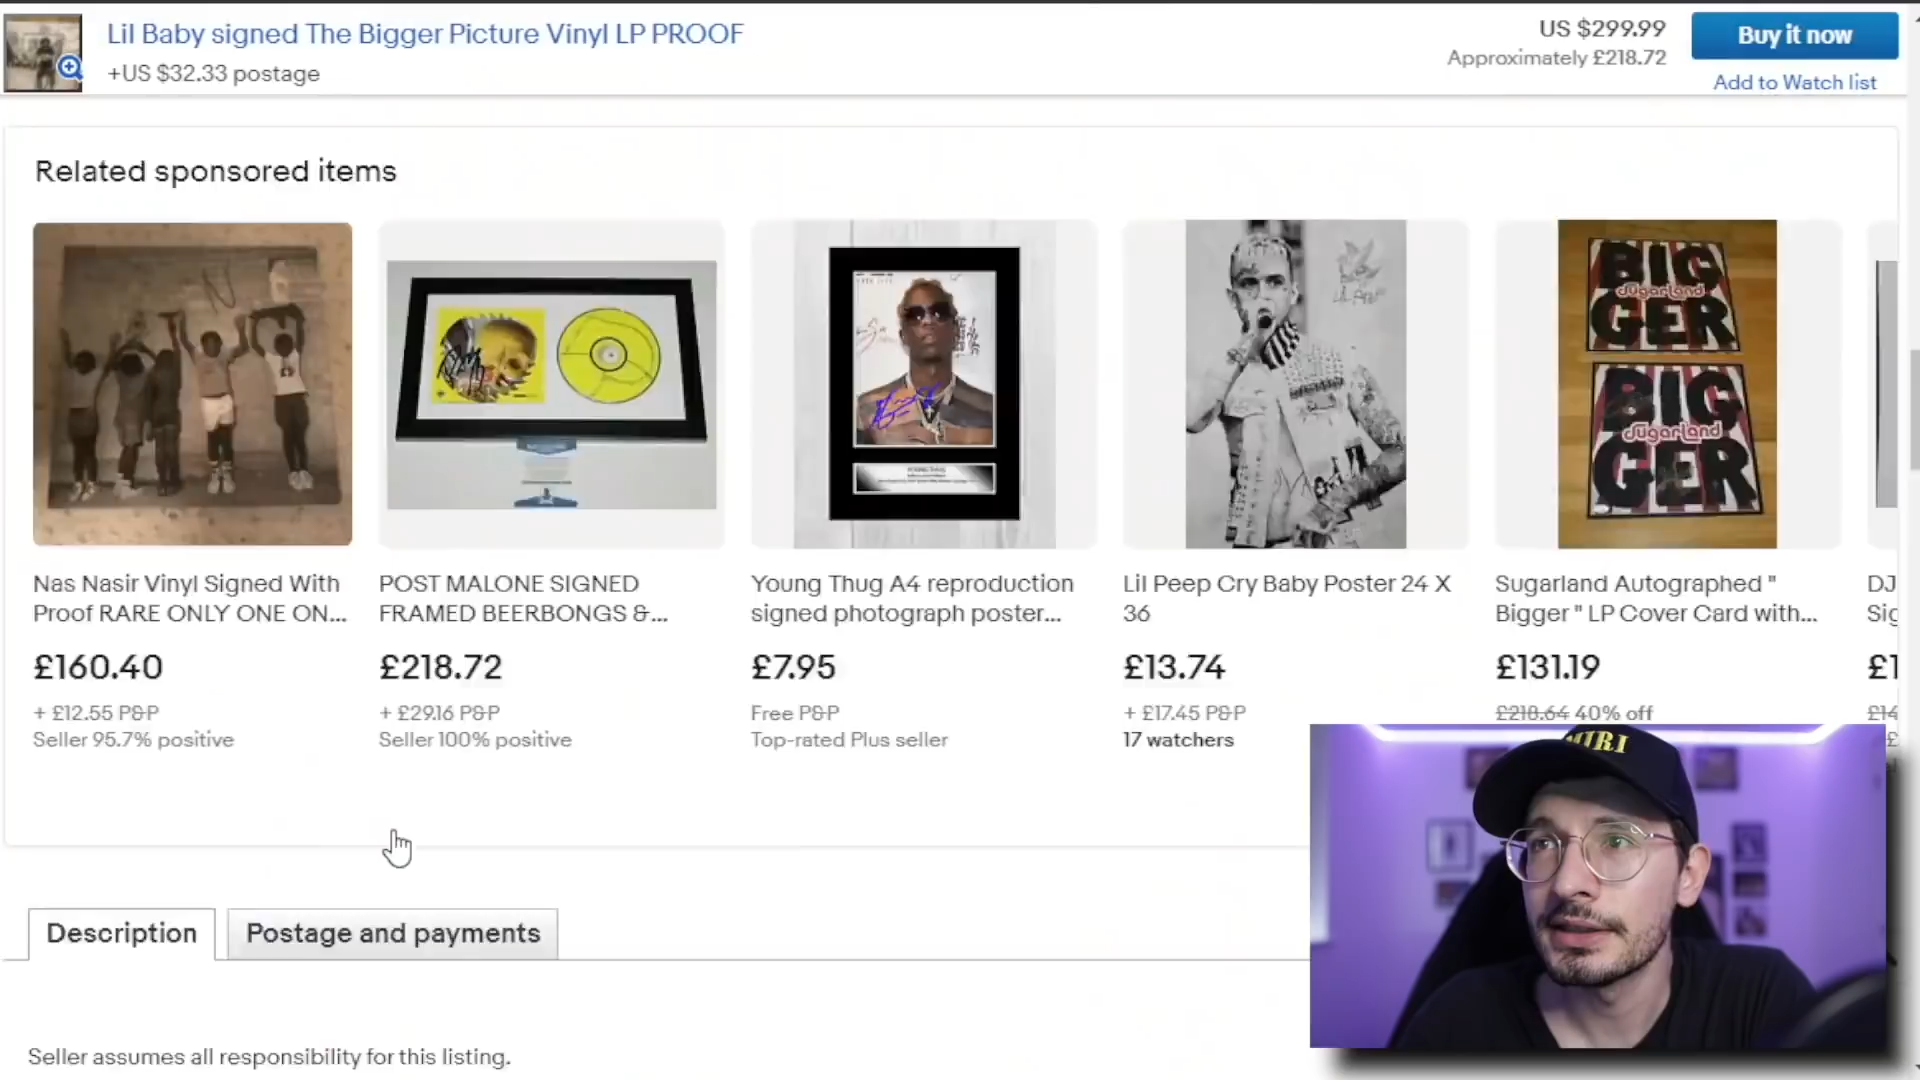 Lil Baby signed The Bigger Picture Vinyl LP PROOF
+US $32.33 postage
US $299.99
Approximately £218.72
Buy it now
Add to Watch list
Related sponsored items
BIG
sugarland
GER
BIG
sugarland
GER
Nas Nasir Vinyl Signed With
Proof RARE ONLY ONE ON...
£160.40
+ £12.55 P&P
Seller 95.7% positive
POST MALONE SIGNED
FRAMED BEERBONGS &...
£218.72
+ £29.16 P&P
Seller 100% positive
Young Thug A4 reproduction
signed photograph poster...
£7.95
Free P&P
Top-rated Plus seller
Lil Peep Cry Baby Poster 24 X
36
£13.74
+ £17.45 P&P
17 watchers
Sugarland Autographed "
Bigger " LP Cover Card with...
£131.19
£218.64 40% off
DJ
Sig
£1
£14
Description
Postage and payments
Seller assumes all responsibility for this listing.